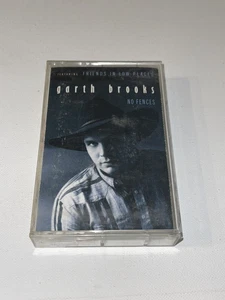 FEATURING FRIENDS IN LOW PLACES
garth brooks
NO FENCES